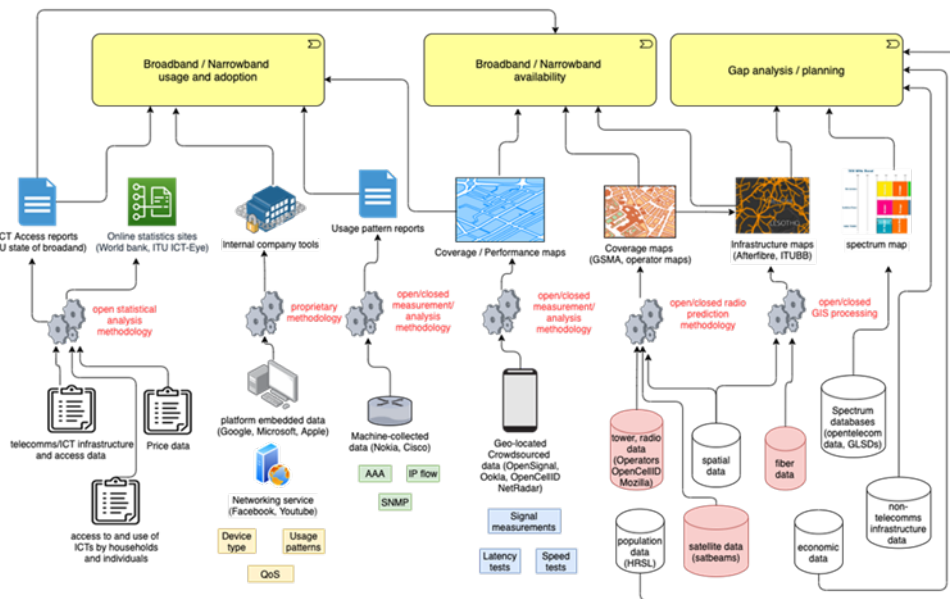 Broadband / Narrowband
usage and adoption
Broadband / Narrowband
availability
Gap analysis / planning
CT Access reports
U state of broadand)
Online statistics sites
(World bank, ITU ICT-Eye)
Internal company tools
Usage pattern reports
Coverage / Performance maps
Coverage maps
(GSMA, operator maps)
LESOTHO
Infrastructure maps
(Afterfibre, ITUBB)
spectrum map
open statistical
analysis
methodology
proprietary
methodology
open/closed
measurement/
analysis
methodology
open/closed
measurement/
analysis
methodology
open/closed radio
prediction
methodology
open/closed
GIS processing
telecomms/ICT infrastructure
and access data
Price data
access to and use of
ICTs by households
and individuals
platform embedded data
(Google, Microsoft, Apple)
Networking service
(Facebook, Youtube)
Device
type
Usage
patterns
QoS
Machine-collected
data (Nokia, Cisco)
AAA
IP flow
SNMP
Geo-located
Crowdsourced
data (OpenSignal,
Ookla, OpenCellID
NetRadar)
Signal
measurements
Latency
tests
Speed
tests
tower, radio
data
(Operators
OpenCellID
Mozilla)
spatial
data
fiber
data
Spectrum
databases
(opentelecom
data, GLSDs)
population
data
(HRSL)
satellite data
(satbeams)
economic
data
non-
telecomms
infrastructure
data